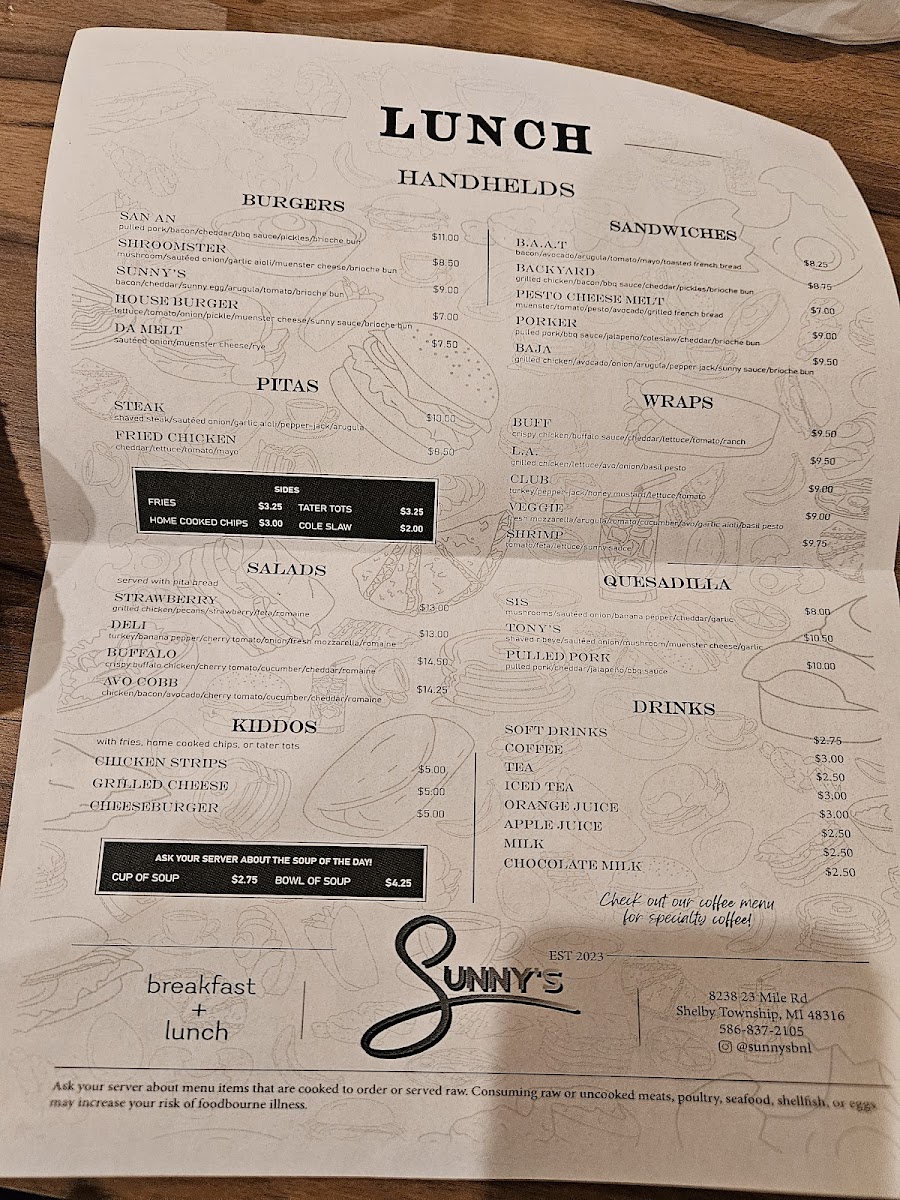 LUNCH
HANDHELDS
BURGERS
SAN AN $11.00
pulled pork/bacon/cheddar/bbq sauce/pickles/brioche bun
SHROOMSTER $8.50
mushroom/sautéed onion/garlic aioli/muenster cheese/brioche bun
SUNNY'S $9.00
bacon/cheddar/sunny egg/arugula/tomato/brioche bun
HOUSE BURGER $7.00
lettuce/tomato/onion/pickle/muenster cheese/sunny sauce/brioche bun
DA MELT $7.50
sautéed onion/muenster cheese/rye
PITAS
STEAK $10.00
shaved steak/sautéed onion/garlic aioli/pepper-jack/arugula
FRIED CHICKEN $8.50
cheddar/lettuce/tomato/mayo
SIDES
FRIES $3.25 TATER TOTS $3.25
HOME COOKED CHIPS $3.00 COLE SLAW $2.00
SALADS
served with pita bread
STRAWBERRY $13.00
grilled chicken/pecans/strawberry/feta/romaine
DELI $13.00
turkey/banana pepper/cherry tomato/onion/fresh mozzarella/romaine
BUFFALO $14.50
crispy buffalo chicken/cherry tomato/cucumber/cheddar/romaine
AVO COBB $14.25
chicken/bacon/avocado/cherry tomato/cucumber/cheddar/romaine
KIDDOS
with fries, home cooked chips, or tater tots
CHICKEN STRIPS $5.00
GRILLED CHEESE $5.00
CHEESEBURGER $5.00
ASK YOUR SERVER ABOUT THE SOUP OF THE DAY!
CUP OF SOUP $2.75 BOWL OF SOUP $4.25
SANDWICHES
B.A.A.T $8.25
bacon/avocado/arugula/tomato/mayo/toasted french bread
BACKYARD $8.75
grilled chicken/bacon/bbq sauce/cheddar/pickles/brioche bun
PESTO CHEESE MELT $7.00
muenster/tomato/pesto/avocado/grilled french bread
PORKER $9.00
pulled pork/bbq sauce/jalapeño/coleslaw/cheddar/brioche bun
BAJA $9.50
grilled chicken/avocado/onion/arugula/pepper jack/sunny sauce/brioche bun
WRAPS
BUFF $9.50
crispy chicken/buffalo sauce/cheddar/lettuce/tomato/ranch
L.A. $9.50
grilled chicken/lettuce/avo/onion/basil pesto
CLUB $9.00
turkey/pepper-jack/honey mustard/lettuce/tomato
VEGGIE $9.00
fresh mozzarella/arugula/tomato/cucumber/avo/garlic aioli/basil pesto
SHRIMP $9.75
tomato/feta/lettuce/sunny sauce
QUESADILLA
SIS $8.00
mushrooms/sautéed onion/banana pepper/cheddar/garlic
TONY'S $10.50
shaved ribeye/sautéed onion/mushroom/muenster cheese/garlic
PULLED PORK $10.00
pulled pork/cheddar/jalapeño/bbq sauce
DRINKS
SOFT DRINKS $2.75
COFFEE $3.00
TEA $2.50
ICED TEA $3.00
ORANGE JUICE $3.00
APPLE JUICE $2.50
MILK $2.50
CHOCOLATE MILK $2.50
Check out our coffee menu
for specialty coffee!
breakfast
+
lunch
SUNNY'S
EST 2023
8238 23 Mile Rd
Shelby Township, MI 48316
586-837-2105
@sunnysbnl
Ask your server about menu items that are cooked to order or served raw. Consuming raw or uncooked meats, poultry, seafood, shellfish, or eggs
may increase your risk of foodbourne illness.